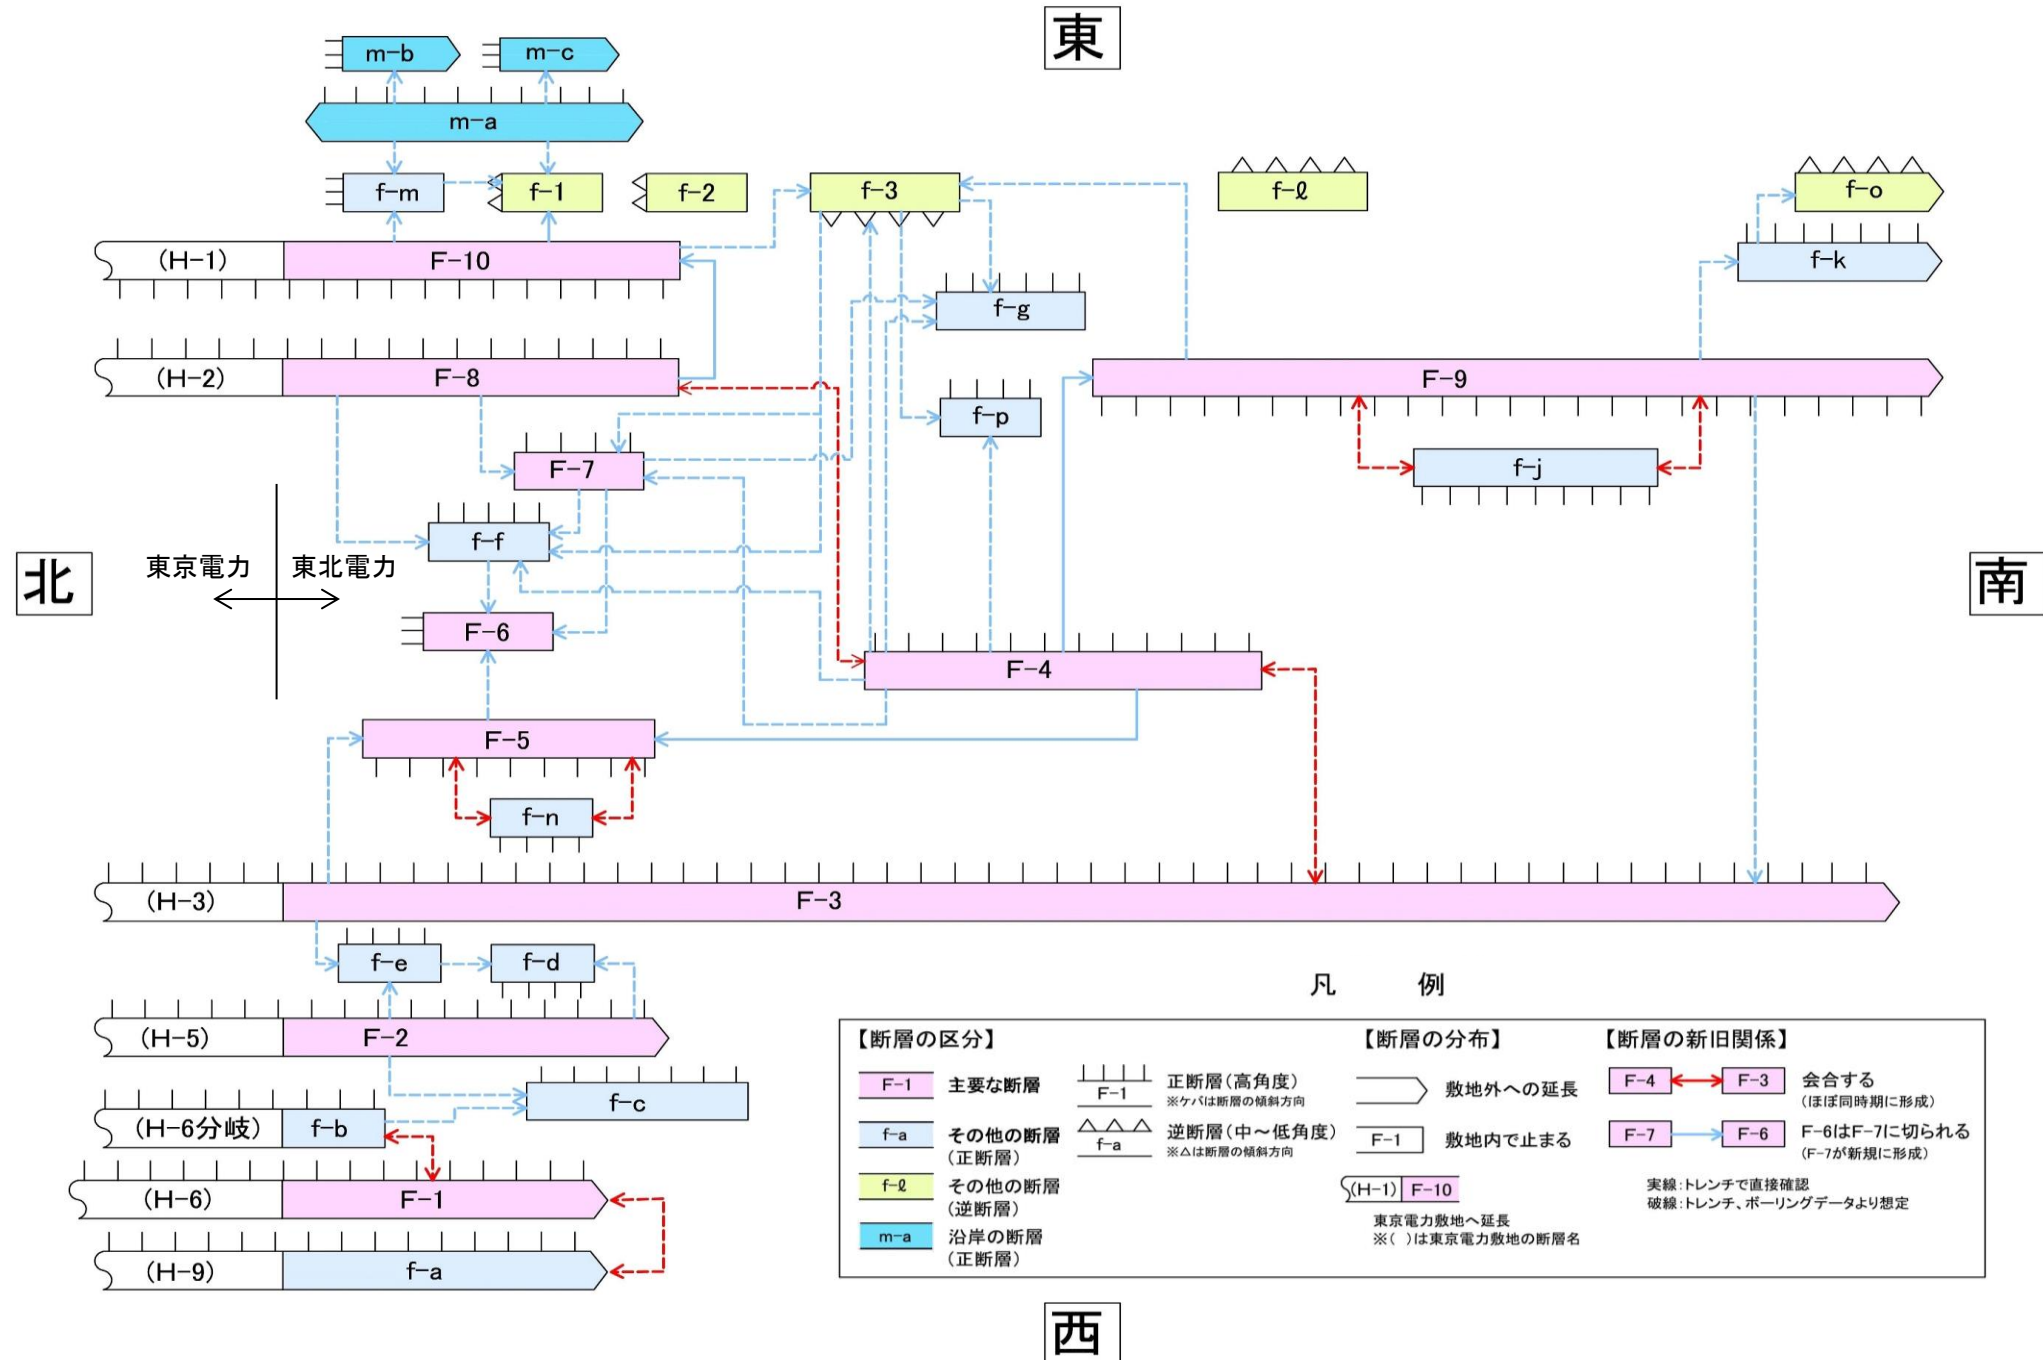 東
m-b
m-c
m-a
f-m
f-1
f-2
f-3
f-ℓ
f-o
(H-1)
F-10
f-k
f-g
(H-2)
F-8
F-9
f-p
F-7
f-j
f-f
北
東京電力
東北電力
南
F-6
F-4
F-5
f-n
(H-3)
F-3
f-e
f-d
(H-5)
F-2
f-c
(H-6分岐)
f-b
(H-6)
F-1
(H-9)
f-a
凡 例
【断層の区分】
F-1
主要な断層
f-a
その他の断層
(正断層)
f-ℓ
その他の断層
(逆断層)
m-a
沿岸の断層
(正断層)
F-1
正断層(高角度)
※ケバは断層の傾斜方向
f-a
逆断層(中～低角度)
※△は断層の傾斜方向
【断層の分布】
敷地外への延長
F-1
敷地内で止まる
(H-1)
F-10
東京電力敷地へ延長
※( )は東京電力敷地の断層名
【断層の新旧関係】
F-4
F-3
会合する
(ほぼ同時期に形成)
F-7
F-6
F-6はF-7に切られる
(F-7が新規に形成)
実線:トレンチで直接確認
破線:トレンチ、ボーリングデータより想定
西